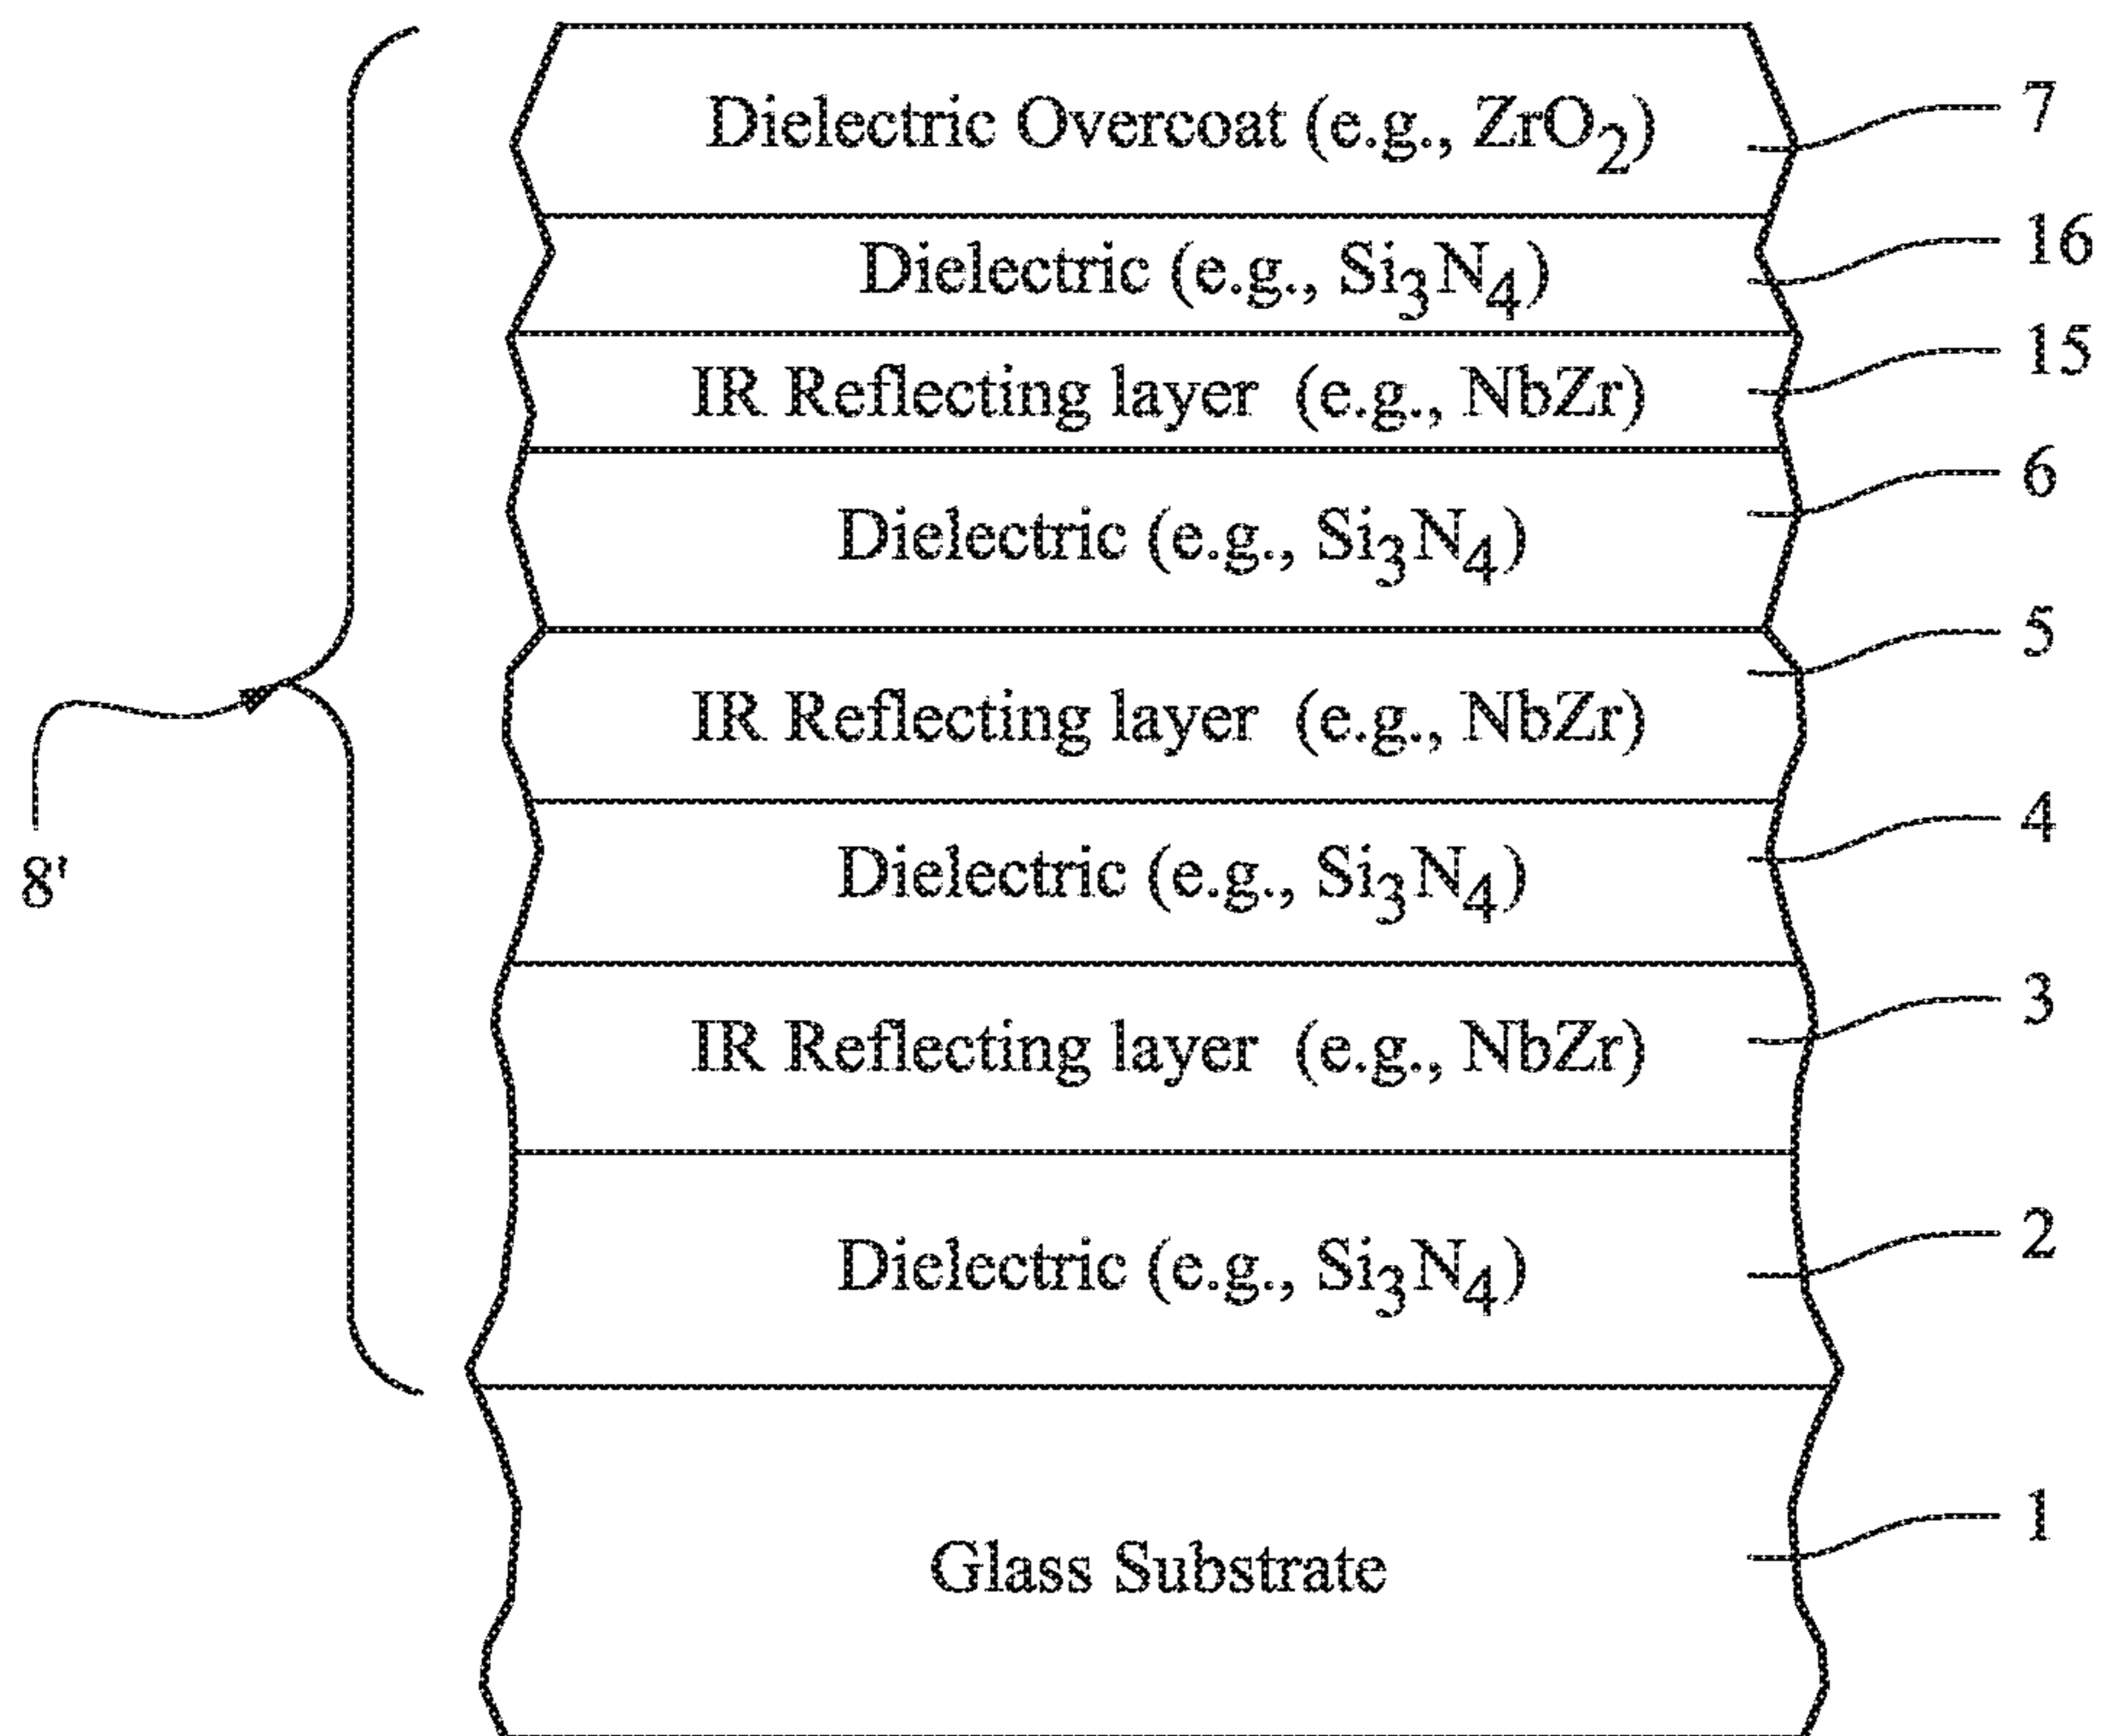 Dielectric Overcoat (e.g., ZrO₂) 7
Dielectric (e.g., Si₃N₄) 16
IR Reflecting layer (e.g., NbZr) 15
Dielectric (e.g., Si₃N₄) 6
IR Reflecting layer (e.g., NbZr) 5
Dielectric (e.g., Si₃N₄) 4
8'
IR Reflecting layer (e.g., NbZr) 3
Dielectric (e.g., Si₃N₄) 2
Glass Substrate 1